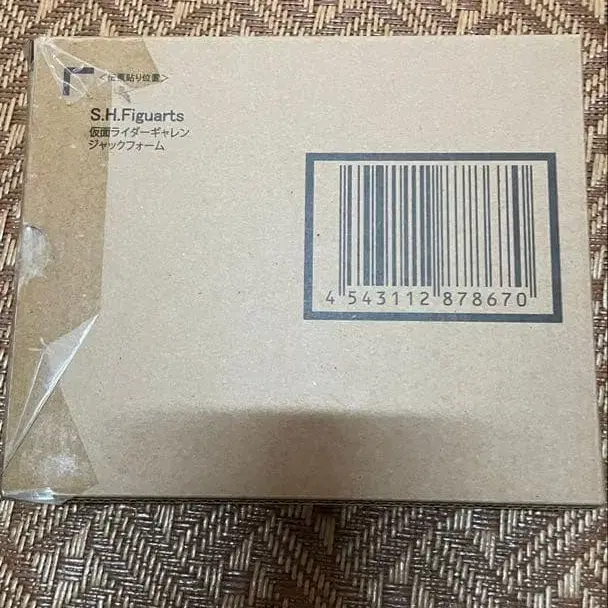 ＜伝票貼り位置＞
S.H.Figuarts
仮面ライダーギャレン
ジャックフォーム
4 543112 878670